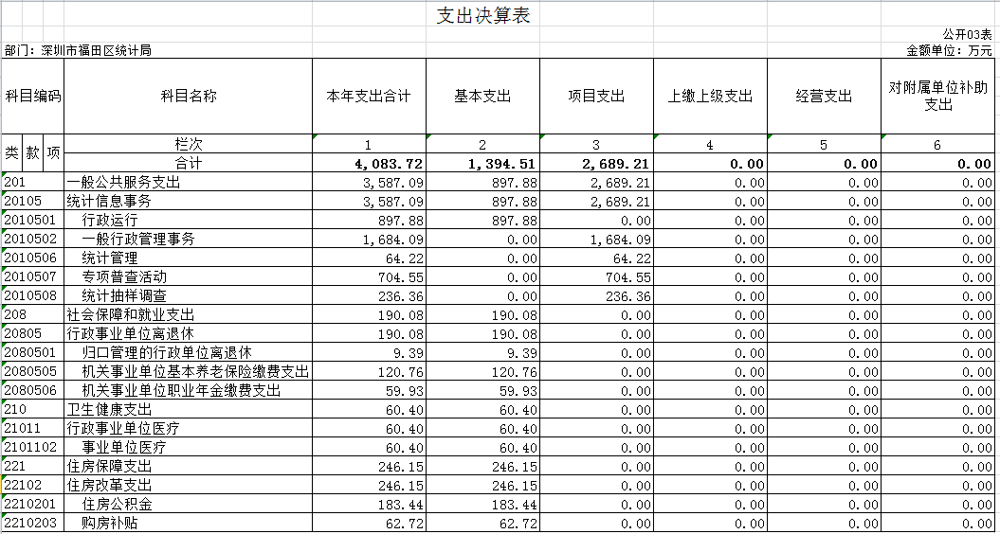 支出决算表
公开03表
部门：深圳市福田区统计局 金额单位：万元
科目编码 科目名称 本年支出合计 基本支出 项目支出 上缴上级支出 经营支出 对附属单位补助支出
类 款 项 栏次 1 2 3 4 5 6
合计 4,083.72 1,394.51 2,689.21 0.00 0.00 0.00
201 一般公共服务支出 3,587.09 897.88 2,689.21 0.00 0.00 0.00
20105 统计信息事务 3,587.09 897.88 2,689.21 0.00 0.00 0.00
2010501 行政运行 897.88 897.88 0.00 0.00 0.00 0.00
2010502 一般行政管理事务 1,684.09 0.00 1,684.09 0.00 0.00 0.00
2010506 统计管理 64.22 0.00 64.22 0.00 0.00 0.00
2010507 专项普查活动 704.55 0.00 704.55 0.00 0.00 0.00
2010508 统计抽样调查 236.36 0.00 236.36 0.00 0.00 0.00
208 社会保障和就业支出 190.08 190.08 0.00 0.00 0.00 0.00
20805 行政事业单位离退休 190.08 190.08 0.00 0.00 0.00 0.00
2080501 归口管理的行政单位离退休 9.39 9.39 0.00 0.00 0.00 0.00
2080505 机关事业单位基本养老保险缴费支出 120.76 120.76 0.00 0.00 0.00 0.00
2080506 机关事业单位职业年金缴费支出 59.93 59.93 0.00 0.00 0.00 0.00
210 卫生健康支出 60.40 60.40 0.00 0.00 0.00 0.00
21011 行政事业单位医疗 60.40 60.40 0.00 0.00 0.00 0.00
2101102 事业单位医疗 60.40 60.40 0.00 0.00 0.00 0.00
221 住房保障支出 246.15 246.15 0.00 0.00 0.00 0.00
22102 住房改革支出 246.15 246.15 0.00 0.00 0.00 0.00
2210201 住房公积金 183.44 183.44 0.00 0.00 0.00 0.00
2210203 购房补贴 62.72 62.72 0.00 0.00 0.00 0.00